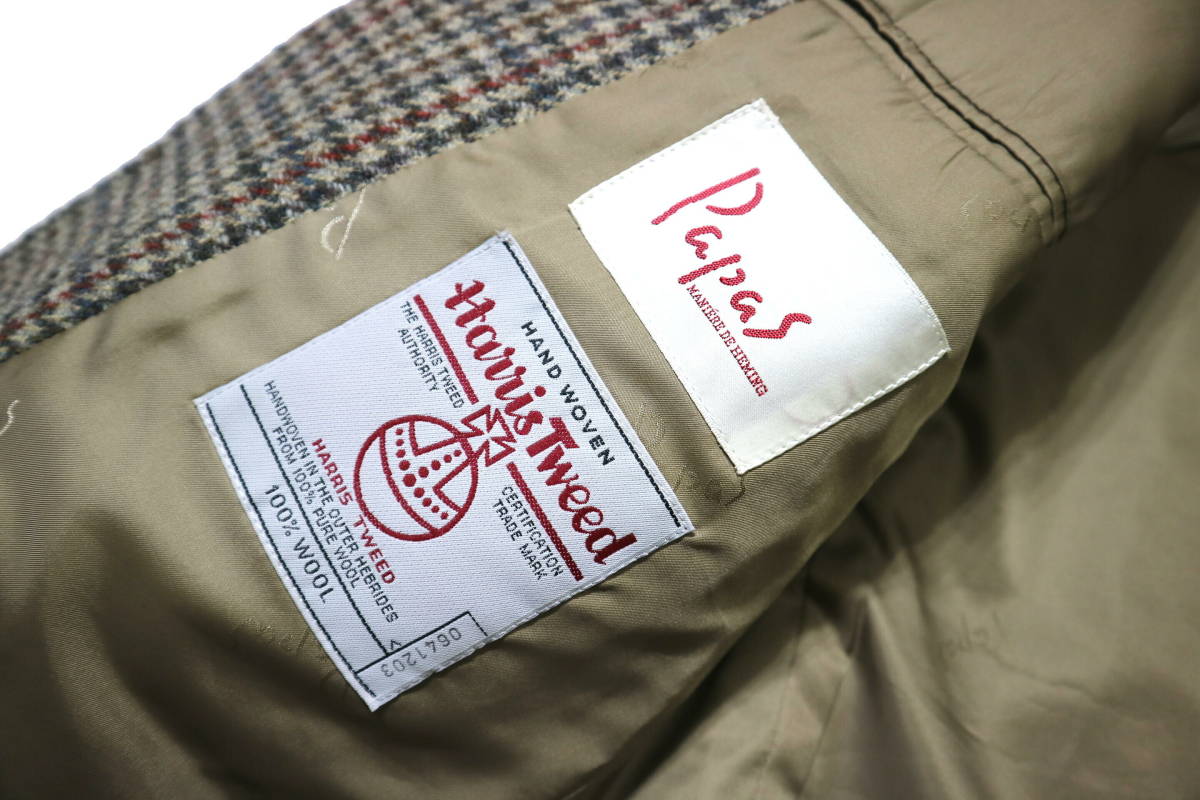 Papas
MANIÈRE DE HEMING
HAND WOVEN
Harris Tweed
THE HARRIS TWEED
AUTHORITY
CERTIFICATION
TRADE MARK
HARRIS TWEED
HANDWOVEN IN THE OUTER HEBRIDES
FROM 100% PURE WOOL
100% WOOL
0641203